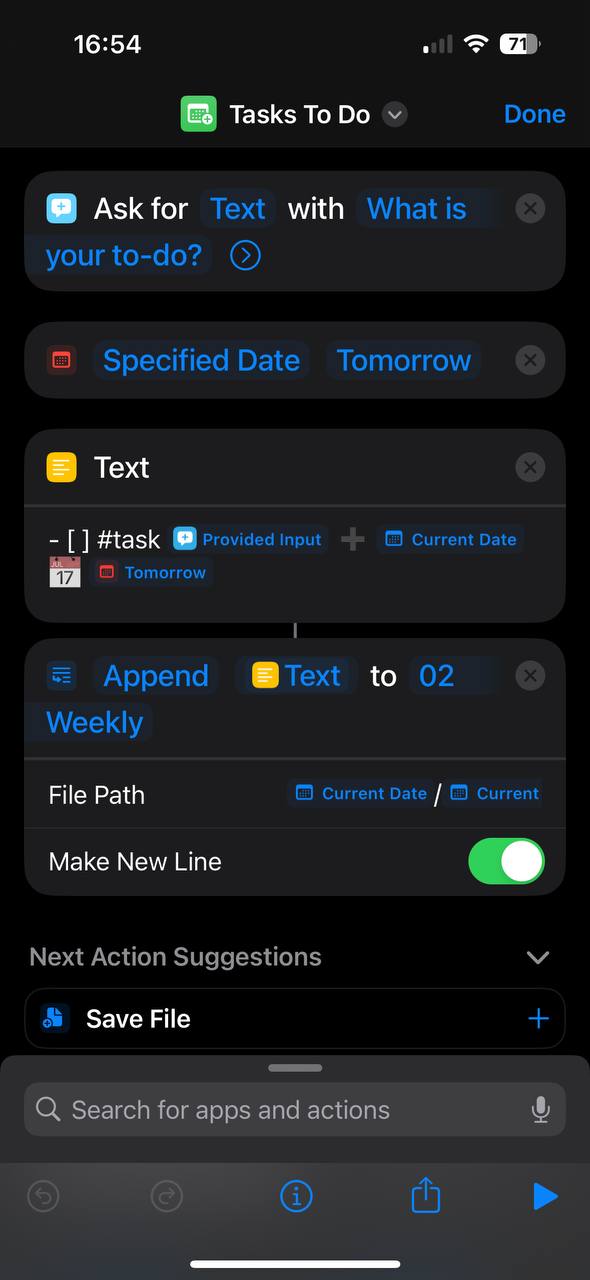 16:54
71
Tasks To Do
Done
Ask for Text with What is
your to-do?
Specified Date Tomorrow
Text
- [ ] #task Provided Input ➕ Current Date
📅 Tomorrow
Append Text to 02
Weekly
File Path Current Date / Current
Make New Line
Next Action Suggestions
Save File
Search for apps and actions